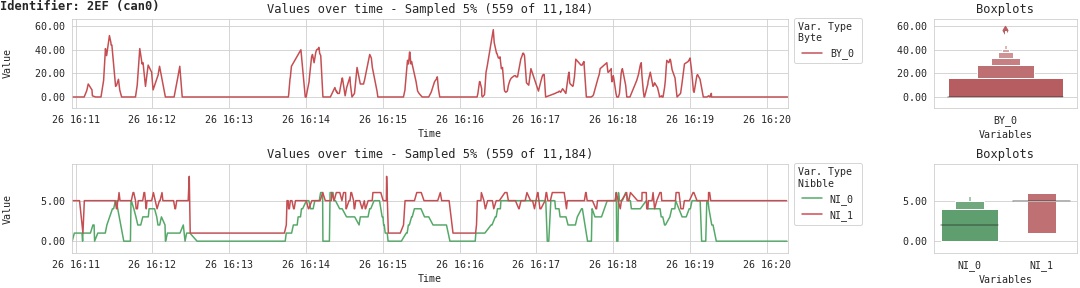 Identifier: 2EF (can0)
Values over time - Sampled 5% (559 of 11,184)
Value
60.00
40.00
20.00
0.00
26 16:11 26 16:12 26 16:13 26 16:14 26 16:15 26 16:16 26 16:17 26 16:18 26 16:19 26 16:20
Time
Var. Type
Byte
BY_0
Boxplots
60.00
40.00
20.00
0.00
BY_0
Variables
Values over time - Sampled 5% (559 of 11,184)
Value
5.00
0.00
26 16:11 26 16:12 26 16:13 26 16:14 26 16:15 26 16:16 26 16:17 26 16:18 26 16:19 26 16:20
Time
Var. Type
Nibble
NI_0
NI_1
Boxplots
5.00
0.00
NI_0 NI_1
Variables